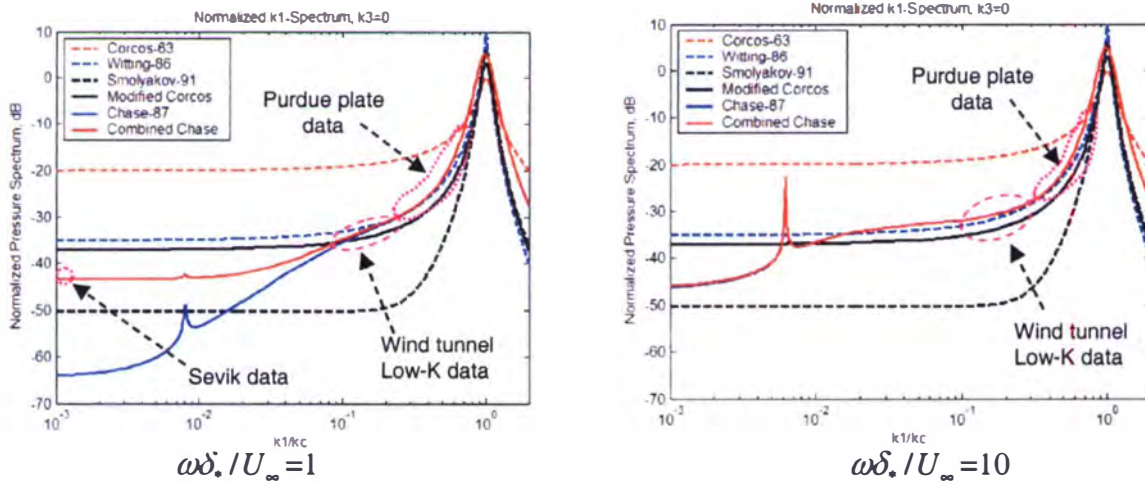 Normalized k1-Spectrum, k3=0
Normalized Pressure Spectrum, dB
10
0
-10
-20
-30
-40
-50
-60
-70
Corcos-63
Witting-86
Smolyakov-91
Modified Corcos
Chase-87
Combined Chase
Purdue plate
data
Sevik data
Wind tunnel
Low-K data
10⁻³
10⁻²
10⁻¹
10⁰
k1/kc
ωδ* /U∞=1
Normalized k1-Spectrum, k3=0
Normalized Pressure Spectrum, dB
10
0
-10
-20
-30
-40
-50
-60
-70
Corcos-63
Witting-86
Smolyakov-91
Modified Corcos
Chase-87
Combined Chase
Purdue plate
data
Wind tunnel
Low-K data
10⁻³
10⁻²
10⁻¹
10⁰
k1/kc
ωδ* /U∞=10